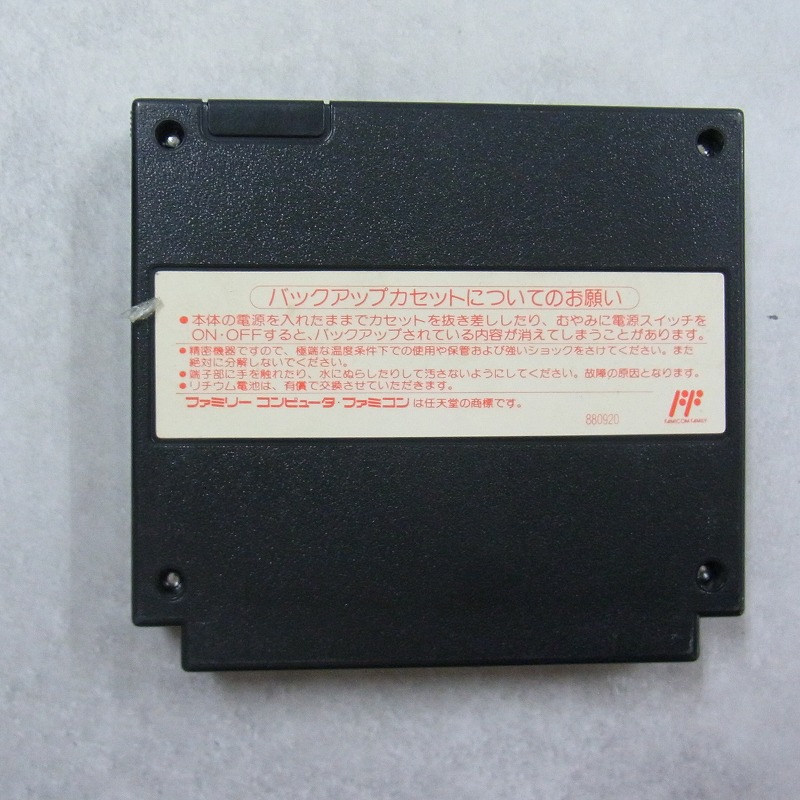 バックアップカセットについてのお願い
●本体の電源を入れたままでカセットを抜き差ししたり、むやみに電源スイッチを
ON・OFFすると、バックアップされている内容が消えてしまうことがあります。
●精密機器ですので、極端な温度条件下での使用や保管および強いショックをさけてください。また
絶対に分解しないでください。
●端子部に手を触れたり、水にぬらしたりして汚さないようにしてください。故障の原因となります。
●リチウム電池は、有償で交換させていただきます。
ファミリーコンピュータ・ファミコンは任天堂の商標です。
880920
FF
FAMICOM FAMILY